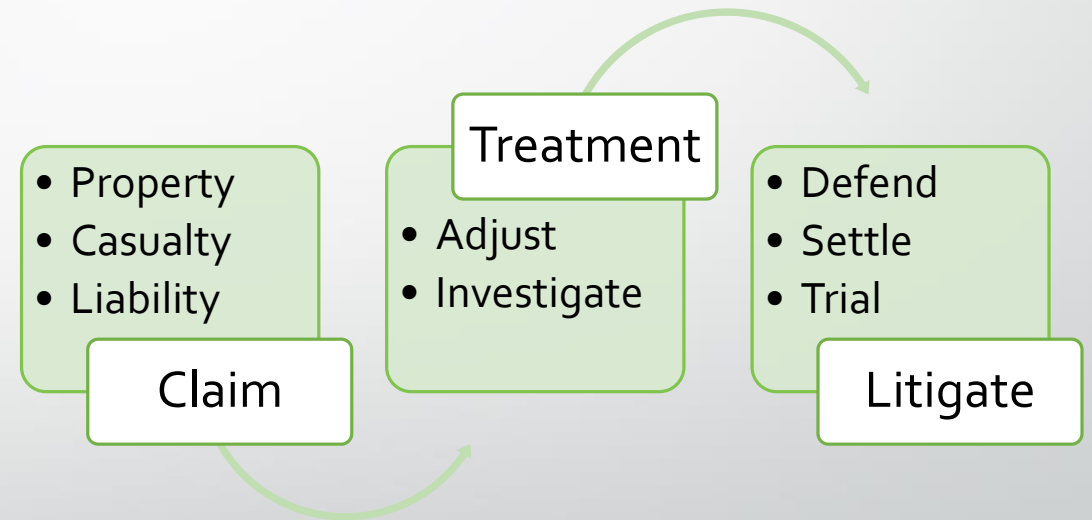 • Property
• Casualty
• Liability
Claim
Treatment
• Adjust
• Investigate
• Defend
• Settle
• Trial
Litigate